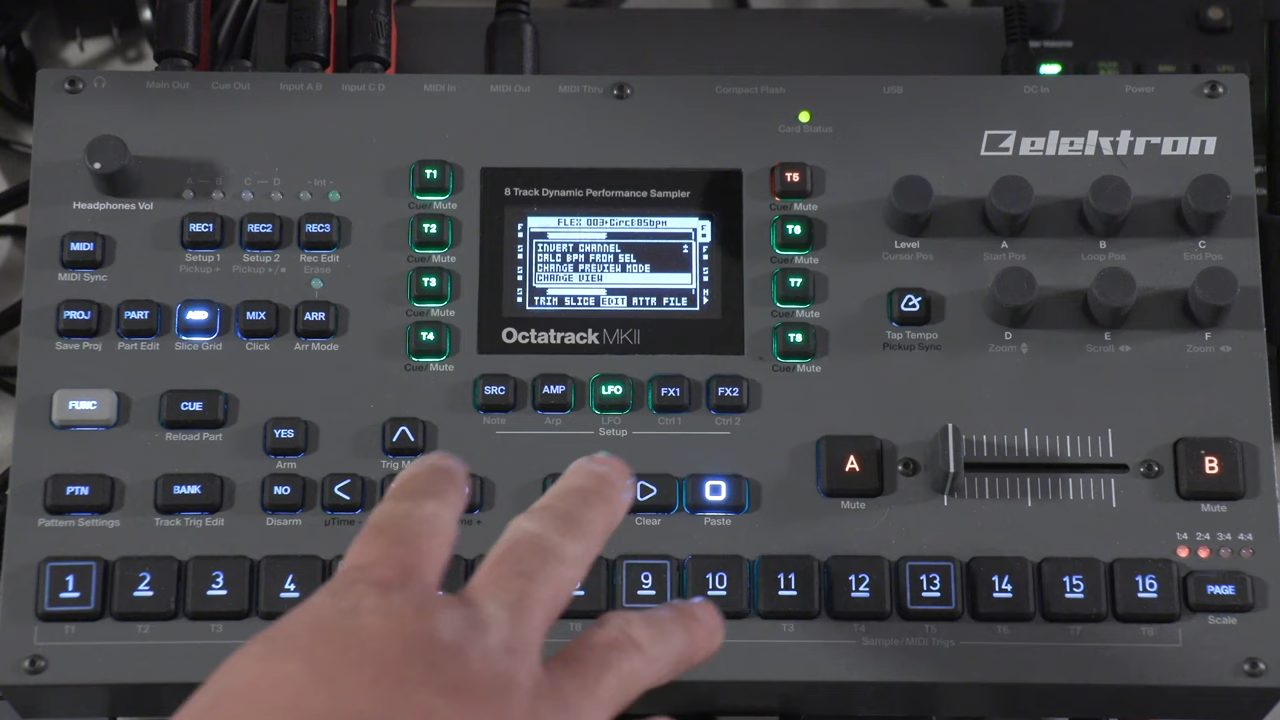 Main Out Cue Out Input A B Input C D MIDI In MIDI Out MIDI Thru Compact Flash USB DC In Power
Card Status
elektron
A B C D - Int -
Headphones Vol
T1
Cue/Mute
T2
Cue/Mute
T3
Cue/Mute
T4
Cue/Mute
8 Track Dynamic Performance Sampler
INVERT CHANNEL
CALC BPM FROM SEL
CHANGE PREVIEW MODE
CHANGE VIEW
TRIM SLICE EDIT ATTR FILE
Octatrack MKII
T5
Cue/Mute
T6
Cue/Mute
T7
Cue/Mute
T8
Cue/Mute
Level A B C
Cursor Pos Start Pos Loop Pos End Pos
REC1 REC2 REC3
Setup 1 Setup 2 Rec Edit
Pickup + Erase
MIDI
MIDI Sync
PROJ PART MIX ARR
Save Proj Part Edit Slice Grid Click Arr Mode
Tap Tempo
Pickup Sync
D E F
Zoom Scroll Zoom
SRC AMP LFO FX1 FX2
Note Arp LFO Ctrl 1 Ctrl 2
Setup
FUNC CUE
Reload Part
YES
Arm
A
Mute
B
Mute
PTN BANK NO
Pattern Settings Track Trig Edit Disarm µTime - Clear Paste
1:4 2:4 3:4 4:4
1 2 3 4 9 10 11 12 13 14 15 16 PAGE
T1 T2 T3 T8 T3 T4 T5 T6 T7 T8 Scale
Sample/MIDI Trigs